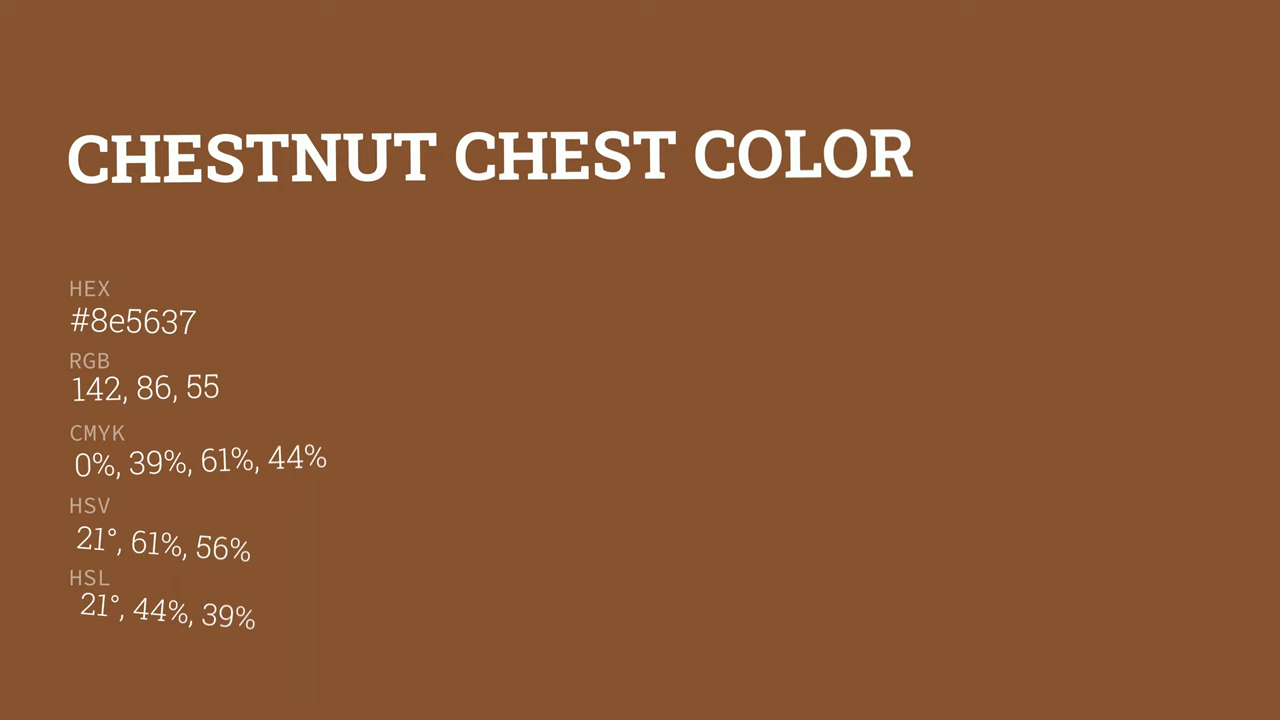 CHESTNUT CHEST COLOR
HEX
#8e5637
RGB
142, 86, 55
CMYK
0%, 39%, 61%, 44%
HSV
21°, 61%, 56%
HSL
21°, 44%, 39%